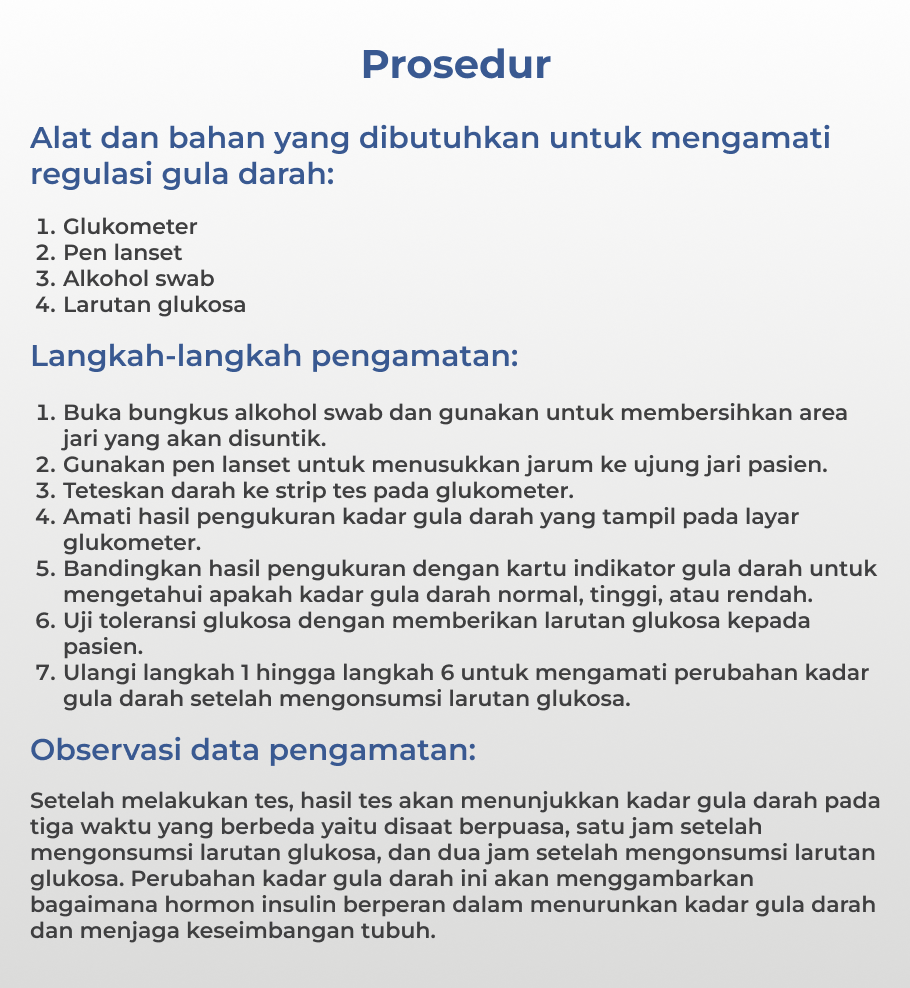 Prosedur
Alat dan bahan yang dibutuhkan untuk mengamati
regulasi gula darah:
1. Glukometer
2. Pen lanset
3. Alkohol swab
4. Larutan glukosa
Langkah-langkah pengamatan:
1. Buka bungkus alkohol swab dan gunakan untuk membersihkan area
jari yang akan disuntik.
2. Gunakan pen lanset untuk menusukkan jarum ke ujung jari pasien.
3. Teteskan darah ke strip tes pada glukometer.
4. Amati hasil pengukuran kadar gula darah yang tampil pada layar
glukometer.
5. Bandingkan hasil pengukuran dengan kartu indikator gula darah untuk
mengetahui apakah kadar gula darah normal, tinggi, atau rendah.
6. Uji toleransi glukosa dengan memberikan larutan glukosa kepada
pasien.
7. Ulangi langkah 1 hingga langkah 6 untuk mengamati perubahan kadar
gula darah setelah mengonsumsi larutan glukosa.
Observasi data pengamatan:
Setelah melakukan tes, hasil tes akan menunjukkan kadar gula darah pada
tiga waktu yang berbeda yaitu disaat berpuasa, satu jam setelah
mengonsumsi larutan glukosa, dan dua jam setelah mengonsumsi larutan
glukosa. Perubahan kadar gula darah ini akan menggambarkan
bagaimana hormon insulin berperan dalam menurunkan kadar gula darah
dan menjaga keseimbangan tubuh.